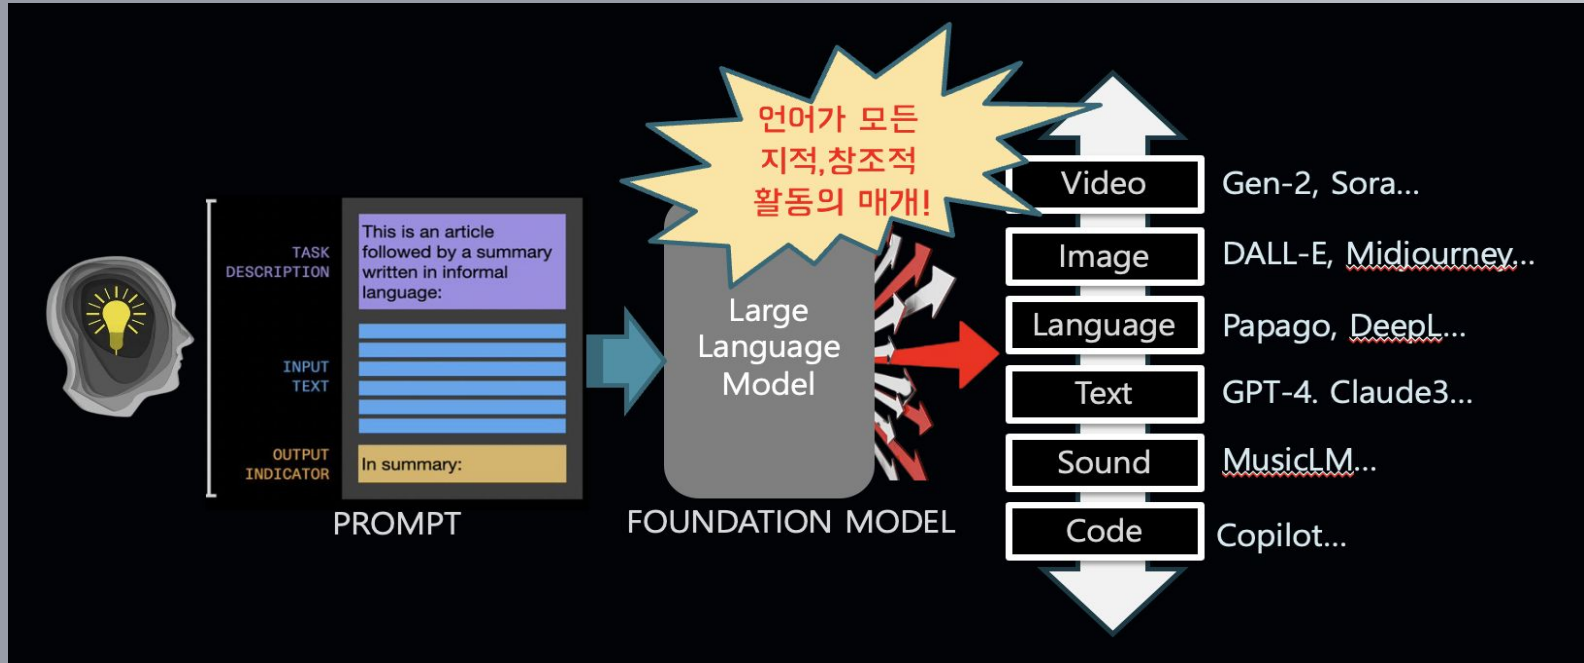 언어가 모든
지적,창조적
활동의 매개!
TASK
DESCRIPTION
This is an article
followed by a summary
written in informal
language:
INPUT
TEXT
OUTPUT
INDICATOR
In summary:
PROMPT
Large
Language
Model
FOUNDATION MODEL
Video
Gen-2, Sora...
Image
DALL-E, Midjourney...
Language
Papago, DeepL...
Text
GPT-4. Claude3...
Sound
MusicLM...
Code
Copilot...